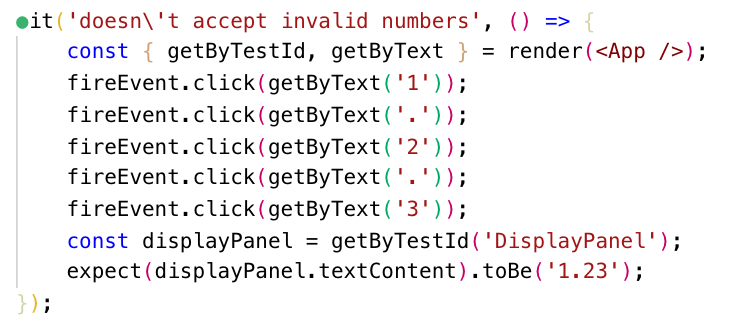 it('doesn\'t accept invalid numbers', () => {
    const { getByTestId, getByText } = render(<App />);
    fireEvent.click(getByText('1'));
    fireEvent.click(getByText('.'));
    fireEvent.click(getByText('2'));
    fireEvent.click(getByText('.'));
    fireEvent.click(getByText('3'));
    const displayPanel = getByTestId('DisplayPanel');
    expect(displayPanel.textContent).toBe('1.23');
});